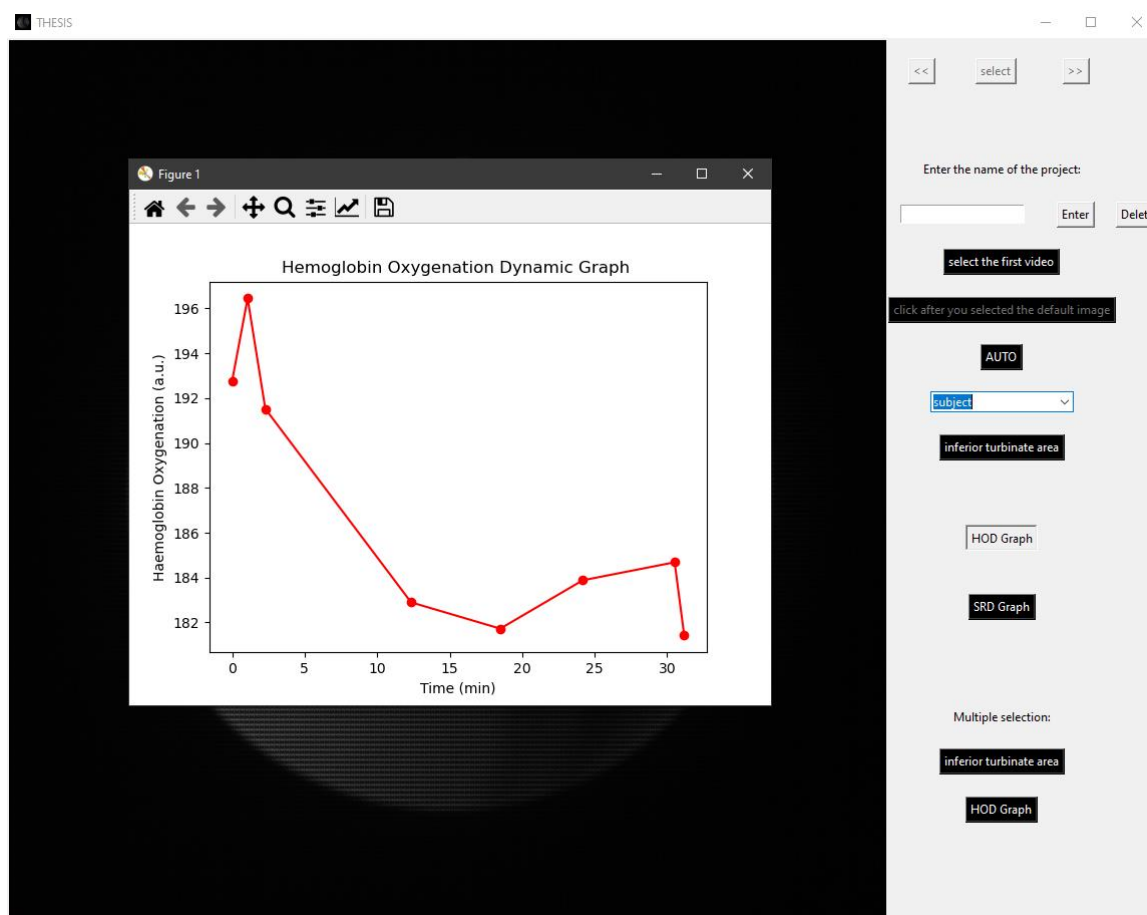 THESIS
<< select >>
Enter the name of the project:
Enter Delet
select the first video
click after you selected the default image
AUTO
subject
inferior turbinate area
HOD Graph
SRD Graph
Multiple selection:
inferior turbinate area
HOD Graph
Figure 1
Hemoglobin Oxygenation Dynamic Graph
Haemoglobin Oxygenation (a.u.)
196
194
192
190
188
186
184
182
0 5 10 15 20 25 30
Time (min)